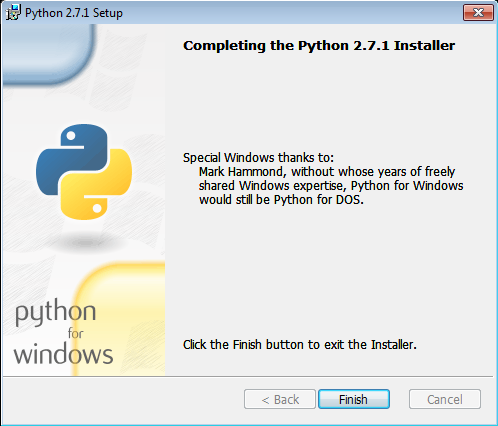 Python 2.7.1 Setup
Completing the Python 2.7.1 Installer
Special Windows thanks to:
Mark Hammond, without whose years of freely
shared Windows expertise, Python for Windows
would still be Python for DOS.
python
for
windows
Click the Finish button to exit the Installer.
< Back
Finish
Cancel